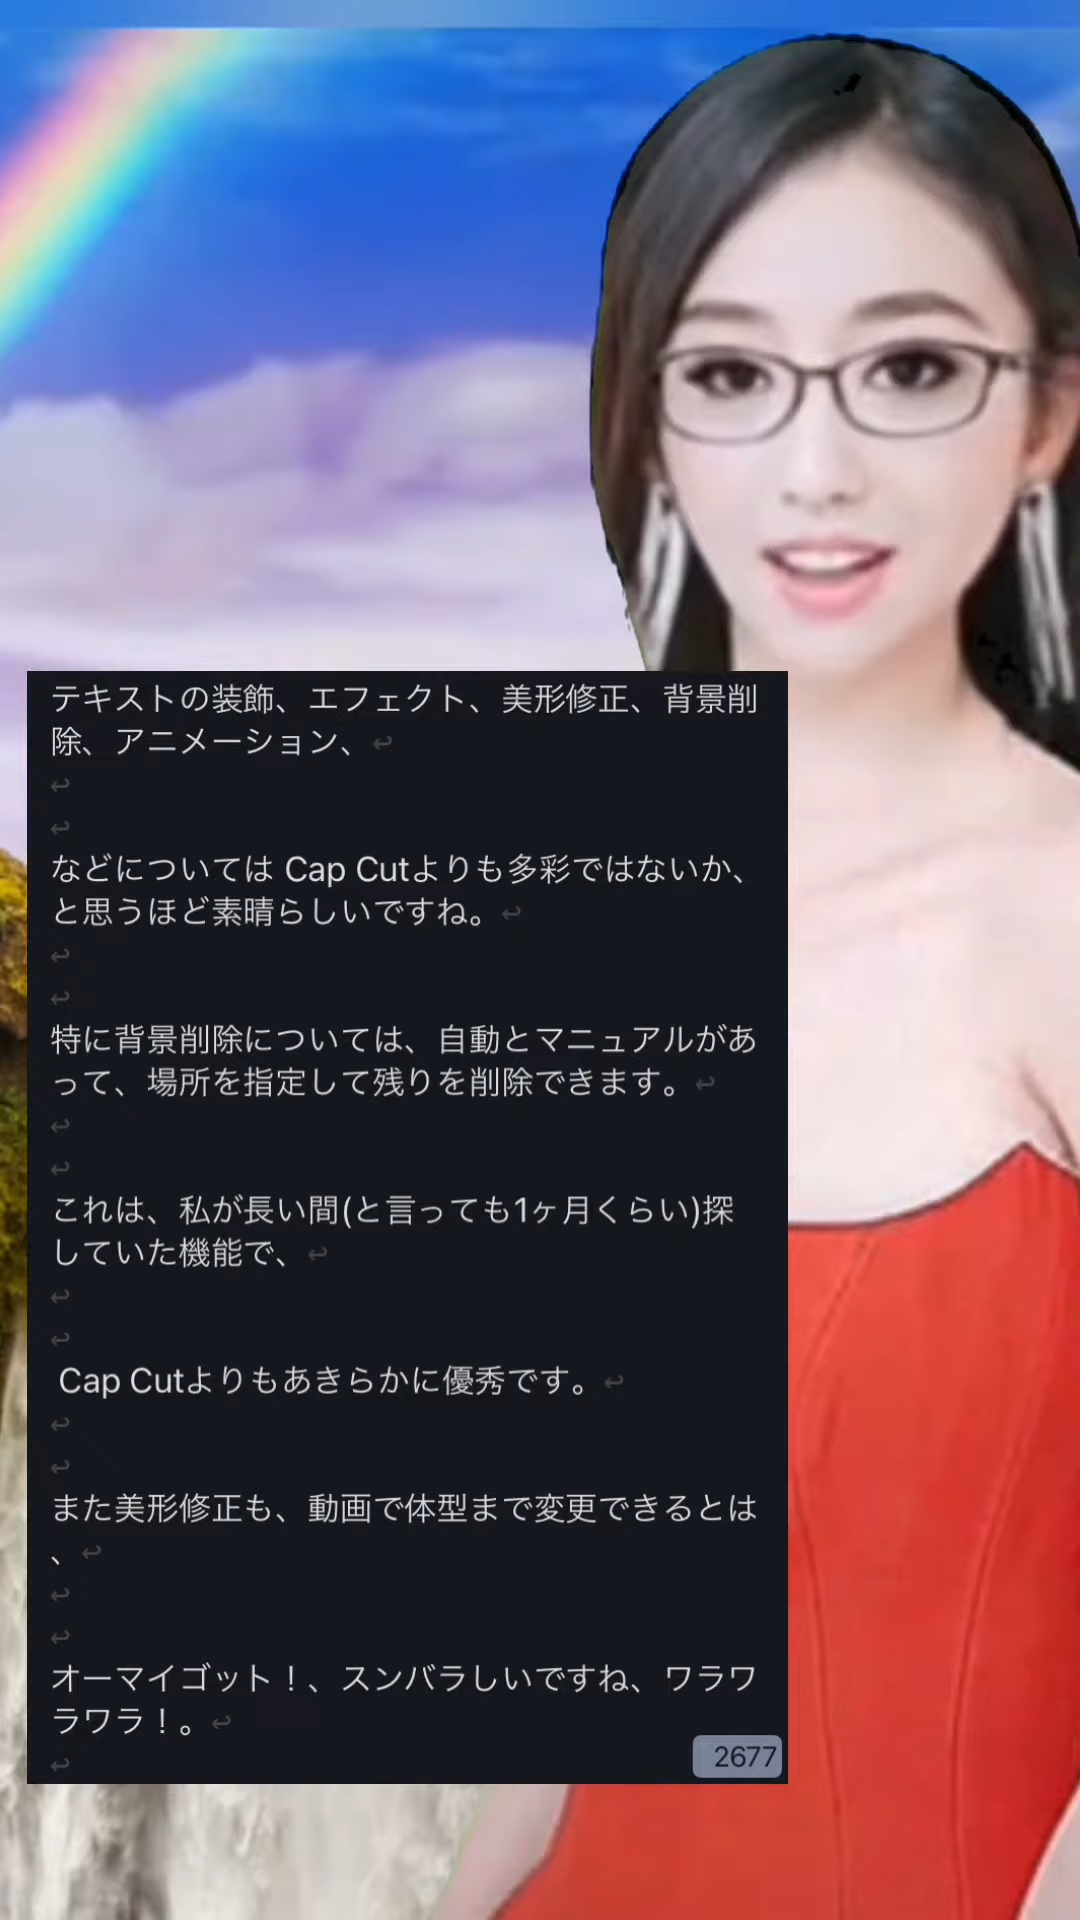 テキストの装飾、エフェクト、美形修正、背景削
除、アニメーション、↩
↩
↩
などについては Cap Cutよりも多彩ではないか、
と思うほど素晴らしいですね。↩
↩
↩
特に背景削除については、自動とマニュアルがあ
って、場所を指定して残りを削除できます。↩
↩
↩
これは、私が長い間(と言っても1ヶ月くらい)探
していた機能で、↩
↩
↩
Cap Cutよりもあきらかに優秀です。↩
↩
↩
また美形修正も、動画で体型まで変更できるとは
、↩
↩
↩
オーマイゴット！、スンバラしいですね、ワラワ
ラワラ！。↩
↩
2677